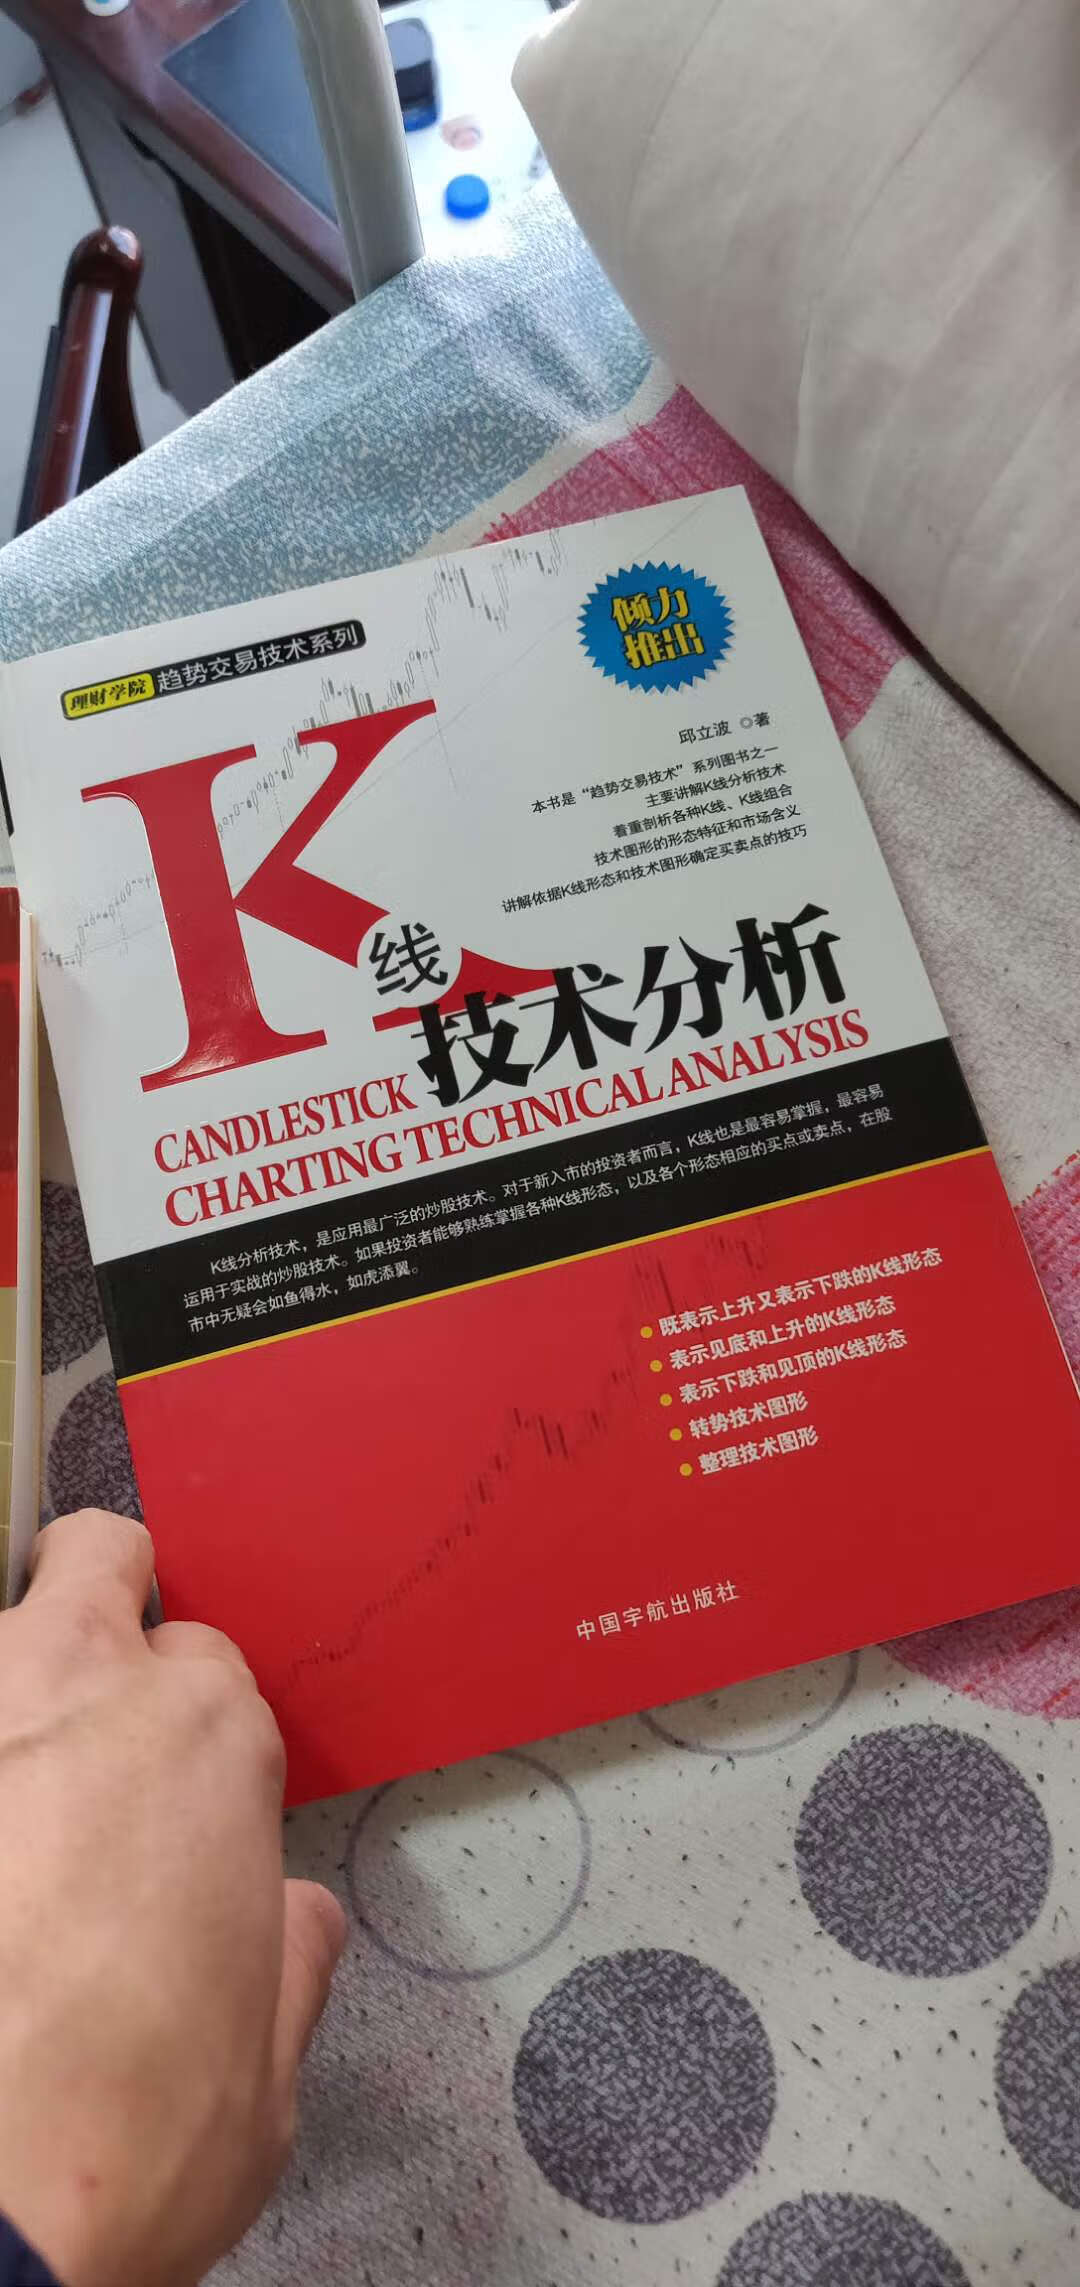 理财学院 趋势交易技术系列
倾力
推出
邱立波 ◎著
本书是“趋势交易技术”系列图书之一
主要讲解K线分析技术
着重剖析各种K线、K线组合
技术图形的形态特征和市场含义
讲解依据K线形态和技术图形确定买卖点的技巧
K线
技术分析
CANDLESTICK
CHARTING TECHNICAL ANALYSIS
K线分析技术，是应用最广泛的炒股技术。对于新入市的投资者而言，K线也是最容易掌握，最容易
运用于实战的炒股技术。如果投资者能够熟练掌握各种K线形态，以及各个形态相应的买点或卖点，在股
市中无疑会如鱼得水，如虎添翼。
● 既表示上升又表示下跌的K线形态
● 表示见底和上升的K线形态
● 表示下跌和见顶的K线形态
● 转势技术图形
● 整理技术图形
中国宇航出版社